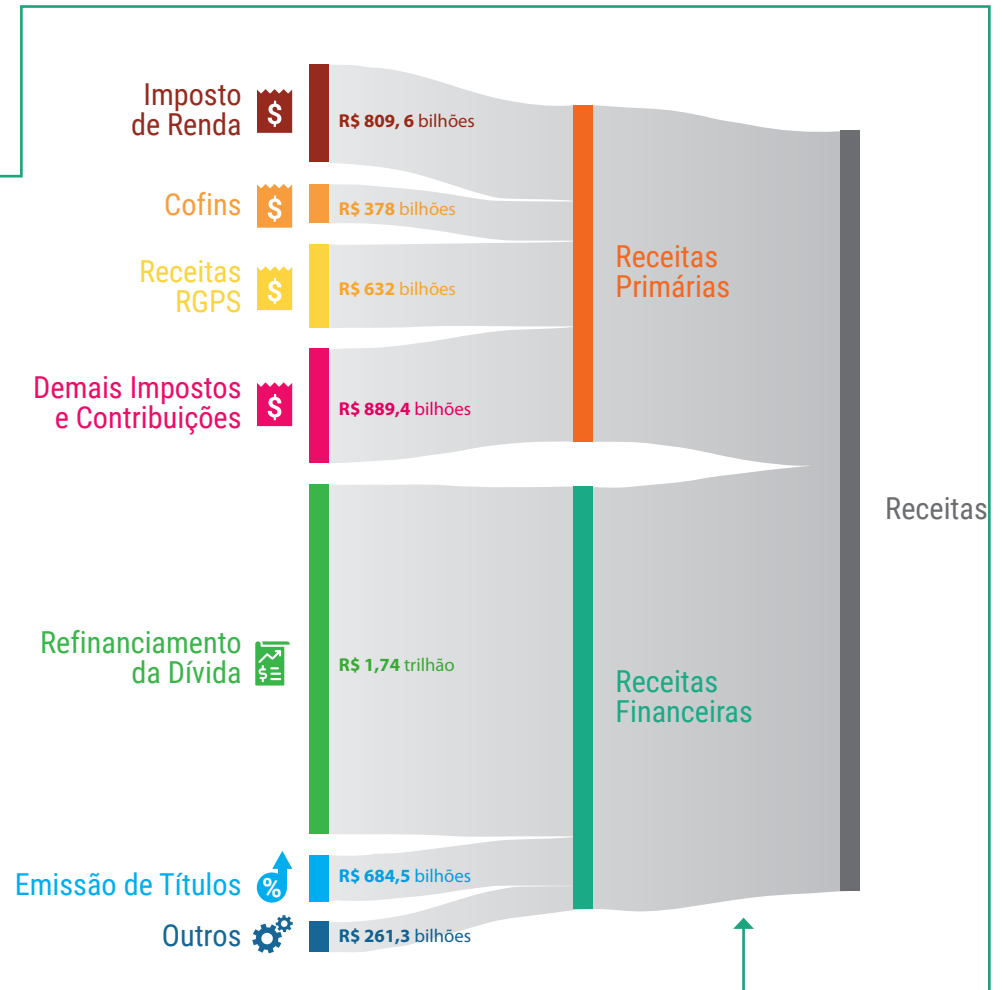 Imposto
de Renda
$
R$ 809, 6 bilhões
Cofins
$
R$ 378 bilhões
Receitas
RGPS
$
R$ 632 bilhões
Demais Impostos
e Contribuições
$
R$ 889,4 bilhões
Receitas
Primárias
Refinanciamento
da Dívida
$
R$ 1,74 trilhão
Receitas
Financeiras
Receitas
Emissão de Títulos
%
R$ 684,5 bilhões
Outros
R$ 261,3 bilhões